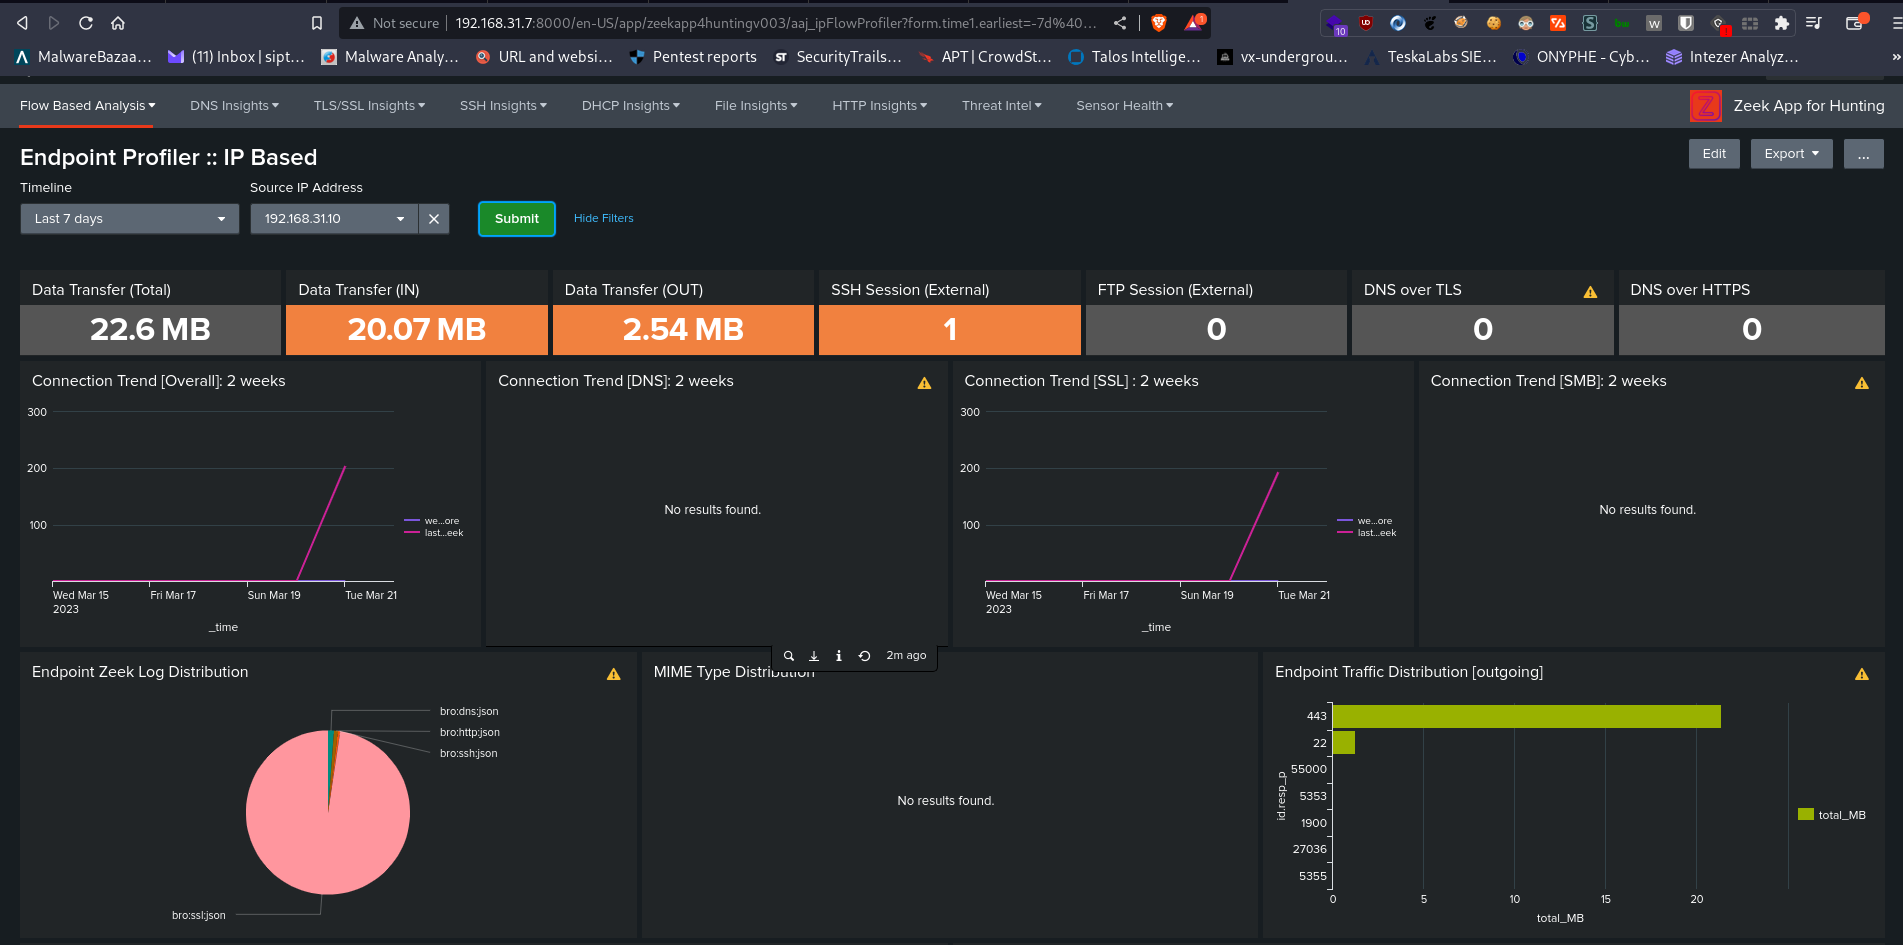 Not secure 192.168.31.7:8000/en-US/app/zeekapp4huntingv003/aaj_ipFlowProfiler?form.time1.earliest=-7d%40...
1
10
1
MalwareBazaa... (11) Inbox | sipt... Malware Analy... URL and websi... Pentest reports SecurityTrails... APT | CrowdSt... Talos Intellige... vx-undergrou... TeskaLabs SIE... ONYPHE - Cyb... Intezer Analyz... »
Flow Based Analysis DNS Insights TLS/SSL Insights SSH Insights DHCP Insights File Insights HTTP Insights Threat Intel Sensor Health Zeek App for Hunting
Endpoint Profiler :: IP Based
Edit Export ...
Timeline Source IP Address
Last 7 days 192.168.31.10 Submit Hide Filters
Data Transfer (Total) Data Transfer (IN) Data Transfer (OUT) SSH Session (External) FTP Session (External) DNS over TLS DNS over HTTPS
22.6 MB 20.07 MB 2.54 MB 1 0 0 0
Connection Trend [Overall]: 2 weeks
300
200
100
Wed Mar 15 Fri Mar 17 Sun Mar 19 Tue Mar 21
2023
_time
we...ore
last...eek
Connection Trend [DNS]: 2 weeks
No results found.
Connection Trend [SSL] : 2 weeks
300
200
100
Wed Mar 15 Fri Mar 17 Sun Mar 19 Tue Mar 21
2023
_time
we...ore
last...eek
Connection Trend [SMB]: 2 weeks
No results found.
2m ago
Endpoint Zeek Log Distribution
bro:dns:json
bro:http:json
bro:ssh:json
bro:ssl:json
MIME Type Distribution
No results found.
Endpoint Traffic Distribution [outgoing]
443
22
55000
5353
1900
27036
5355
id.resp_p
0 5 10 15 20
total_MB
total_MB